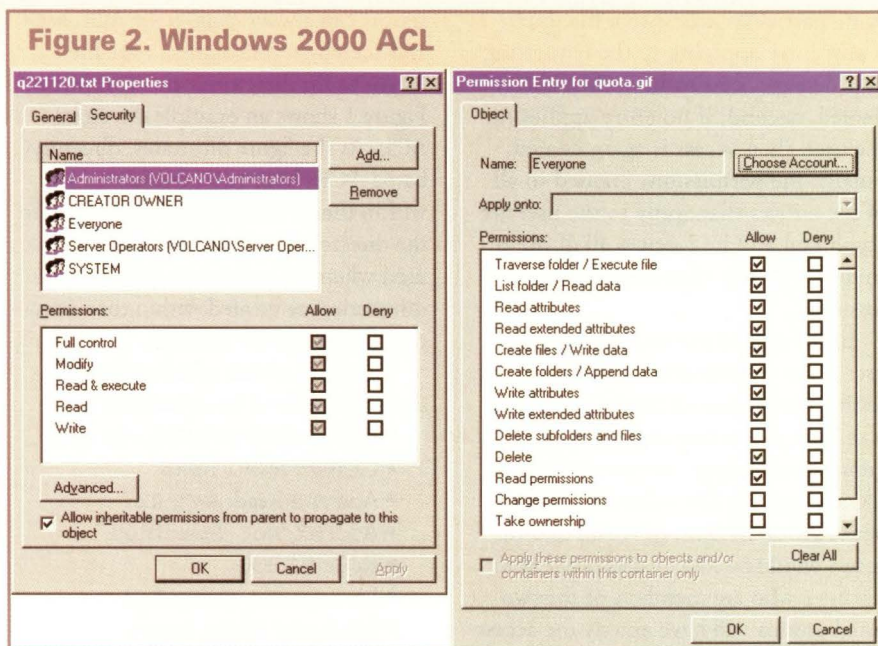 Figure 2. Windows 2000 ACL
q221120.txt Properties
General
Security
Name
Add...
Administrators (VOLCANO\Administrators)
CREATOR OWNER
Remove
Everyone
Server Operators (VOLCANO\Server Oper...
SYSTEM
Permissions:
Allow
Deny
Full control
Modify
Read & execute
Read
Write
Advanced...
Allow inheritable permissions from parent to propagate to this
object
OK
Cancel
Apply
Permission Entry for quota.gif
Object
Name:
Everyone
Choose Account...
Apply onto:
Permissions:
Allow
Deny
Traverse folder / Execute file
List folder / Read data
Read attributes
Read extended attributes
Create files / Write data
Create folders / Append data
Write attributes
Write extended attributes
Delete subfolders and files
Delete
Read permissions
Change permissions
Take ownership
Apply these permissions to objects and/or
containers within this container only
Clear All
OK
Cancel